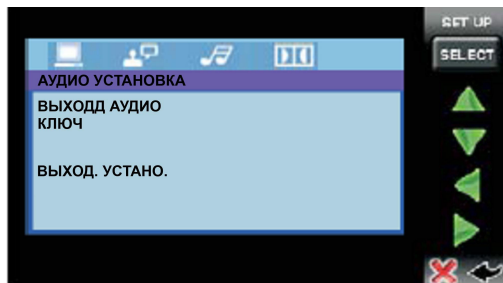 SET UP
SELECT
АУДИО УСТАНОВКА
ВЫХОДД АУДИО
КЛЮЧ
ВЫХОД. УСТАНО.